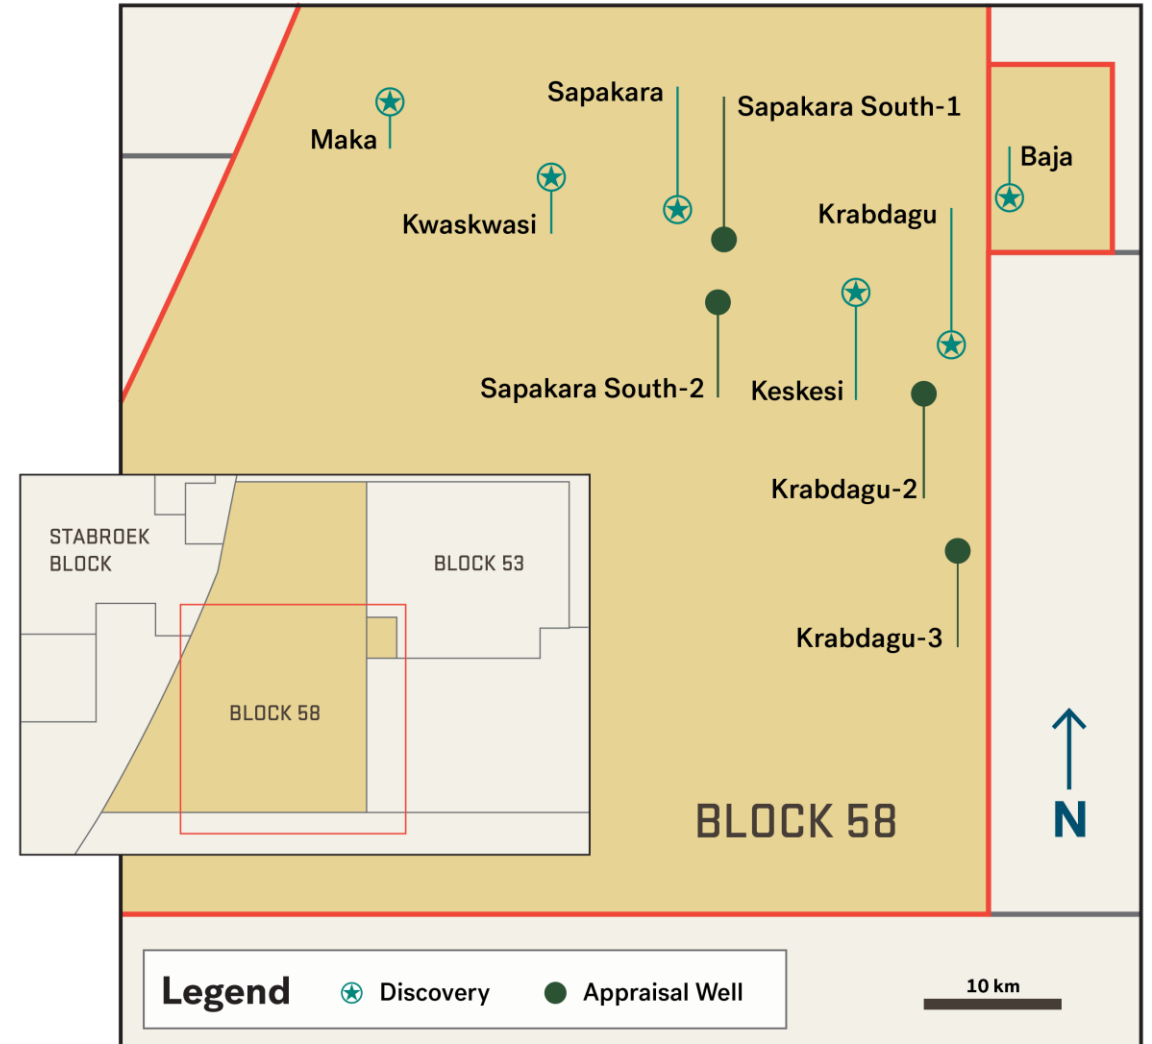 Sapakara
Sapakara South-1
Maka
Baja
Kwaskwasi
Krabdagu
Sapakara South-2
Keskesi
Krabdagu-2
Krabdagu-3
STABROEK
BLOCK
BLOCK 53
BLOCK 58
BLOCK 58
N
Legend
Discovery
Appraisal Well
10 km